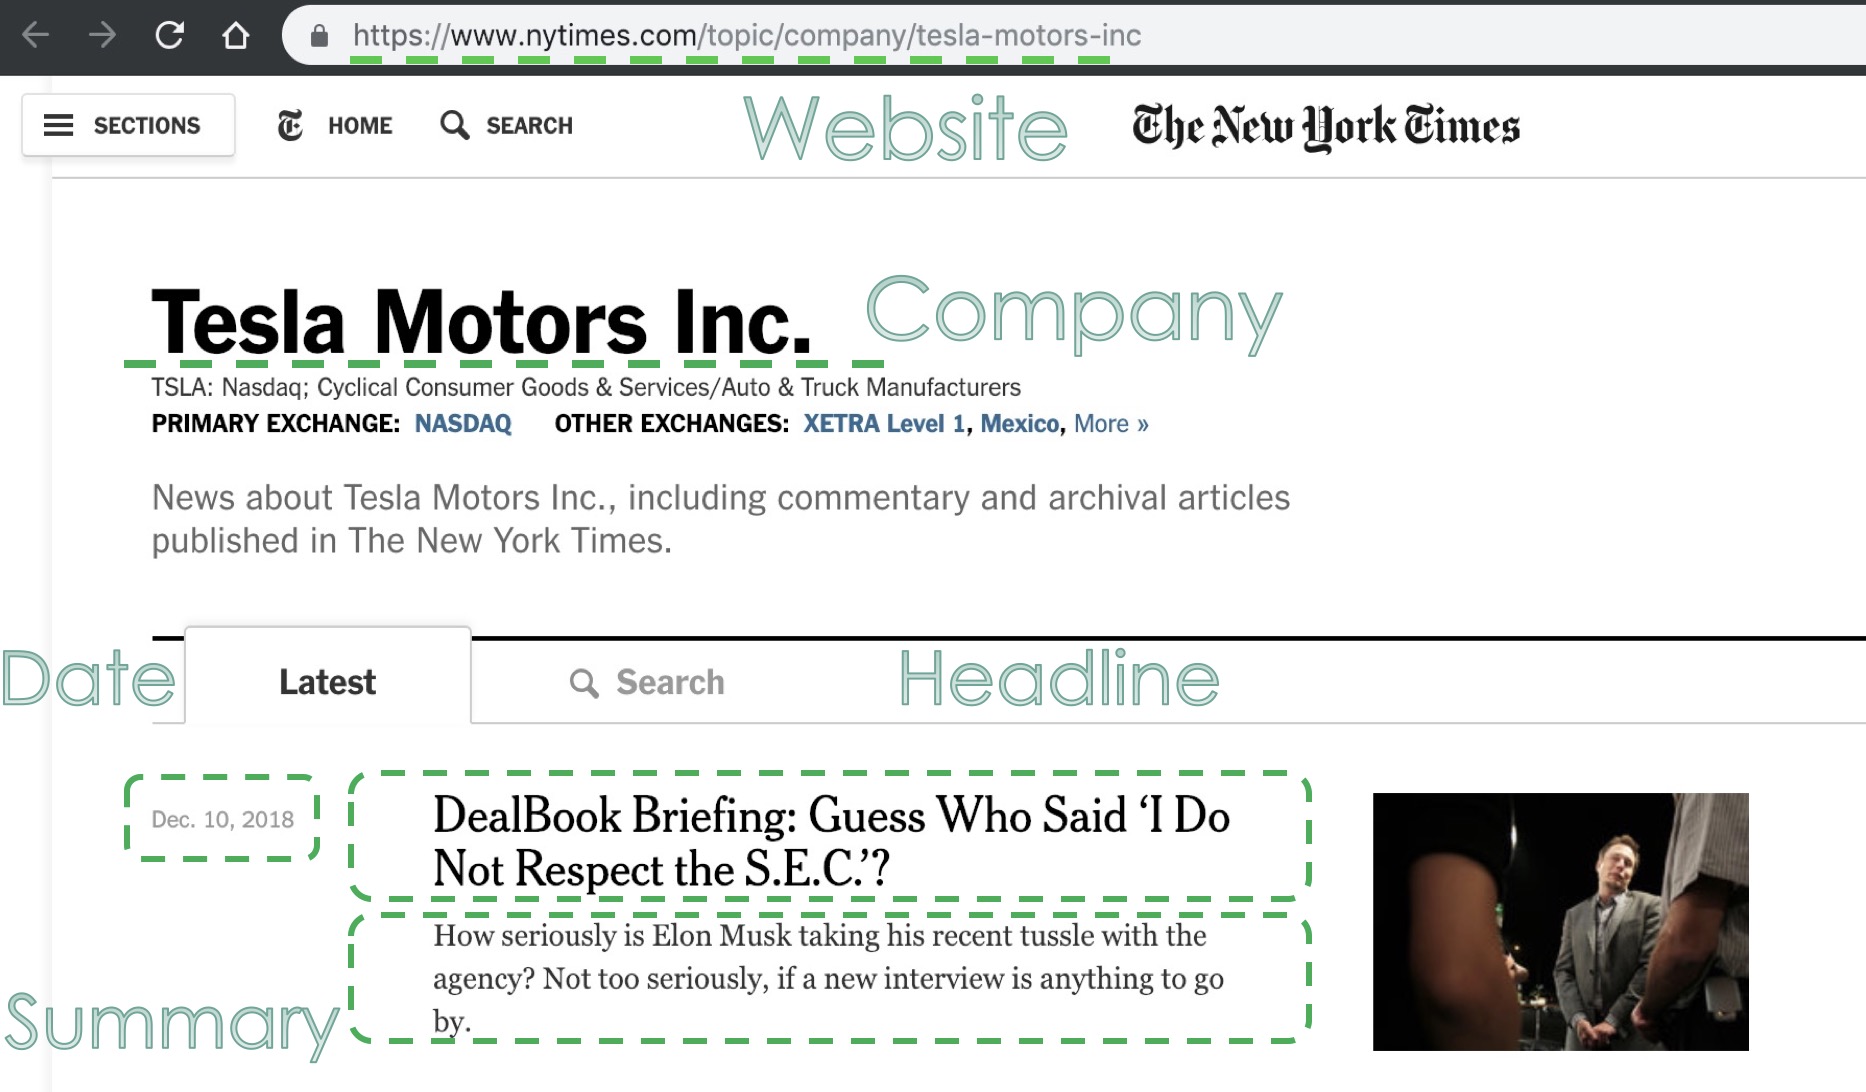 https://www.nytimes.com/topic/company/tesla-motors-inc
SECTIONS HOME SEARCH Website The New York Times
Tesla Motors Inc. Company
TSLA: Nasdaq; Cyclical Consumer Goods & Services/Auto & Truck Manufacturers
PRIMARY EXCHANGE: NASDAQ OTHER EXCHANGES: XETRA Level 1, Mexico, More »
News about Tesla Motors Inc., including commentary and archival articles
published in The New York Times.
Date Latest Search Headline
Dec. 10, 2018
DealBook Briefing: Guess Who Said ‘I Do
Not Respect the S.E.C.’?
How seriously is Elon Musk taking his recent tussle with the
agency? Not too seriously, if a new interview is anything to go
by.
Summary